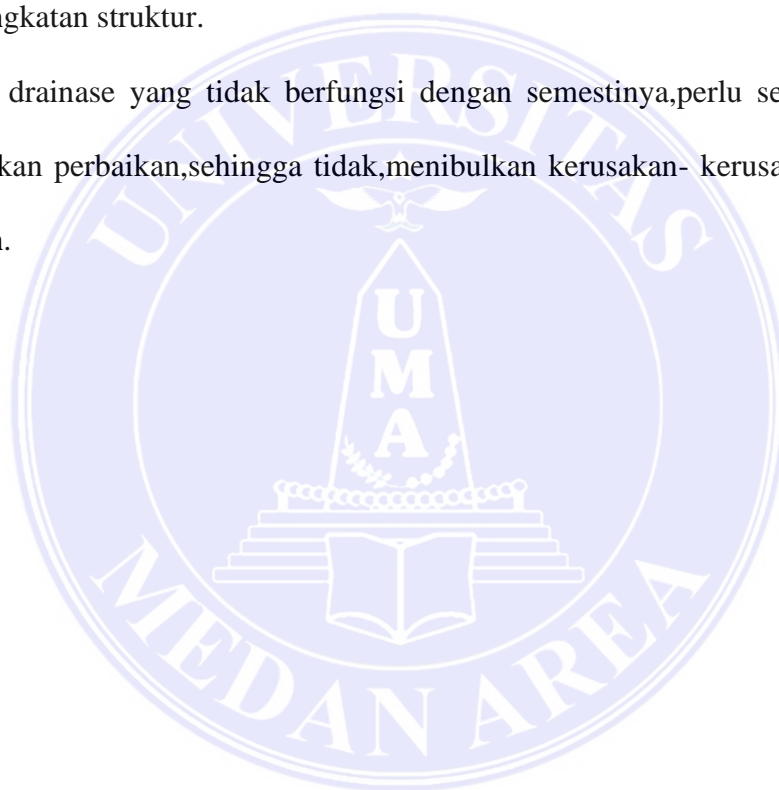 ngkatan struktur.
drainase yang tidak berfungsi dengan semestinya,perlu se
kan perbaikan,sehingga tidak,menibulkan kerusakan- kerusa
UNIVERSITAS
UMA
MEDAN AREA